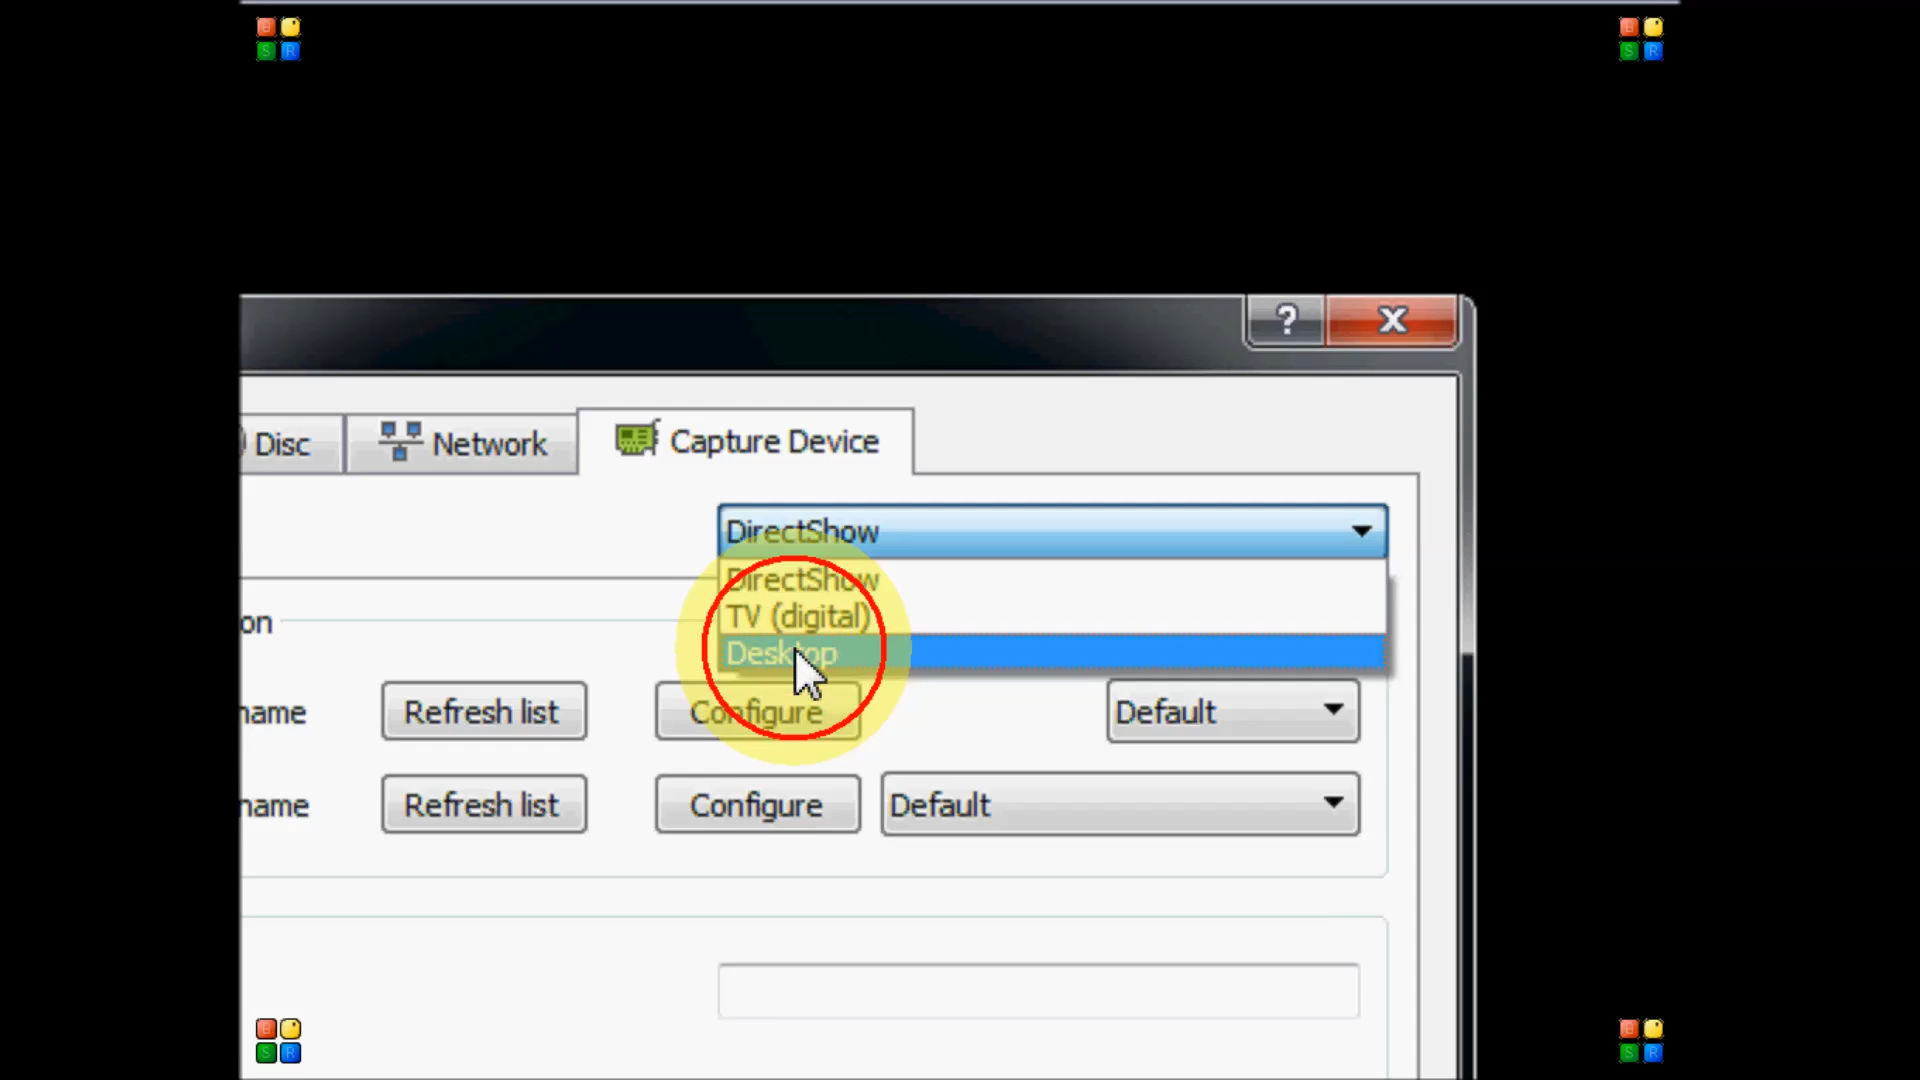 B
S R
B
S R
?
X
Disc
Network
Capture Device
DirectShow
DirectShow
TV (digital)
Desktop
on
name
Refresh list
Configure
Default
name
Refresh list
Configure
Default
B
S R
B
S R